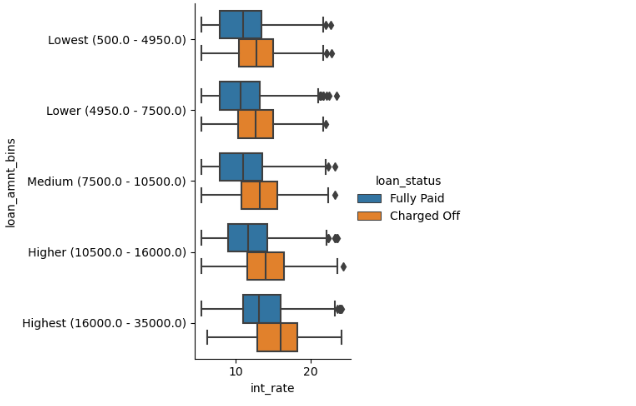 loan_amnt_bins
Lowest (500.0 - 4950.0)
Lower (4950.0 - 7500.0)
Medium (7500.0 - 10500.0)
Higher (10500.0 - 16000.0)
Highest (16000.0 - 35000.0)
10 20
int_rate
loan_status
Fully Paid
Charged Off